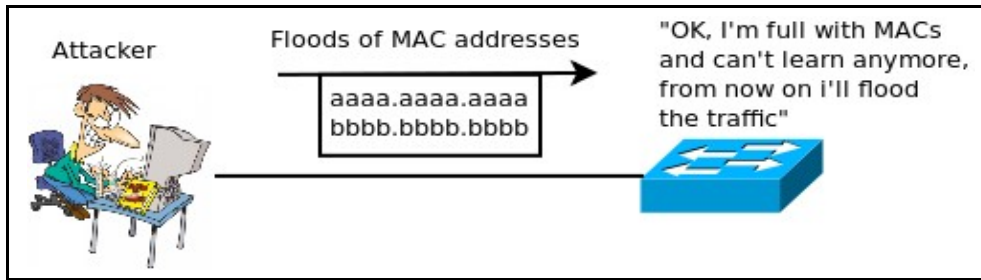 Attacker
Floods of MAC addresses
aaaa.aaaa.aaaa
bbbb.bbbb.bbbb
"OK, I'm full with MACs
and can't learn anymore,
from now on i'll flood
the traffic"